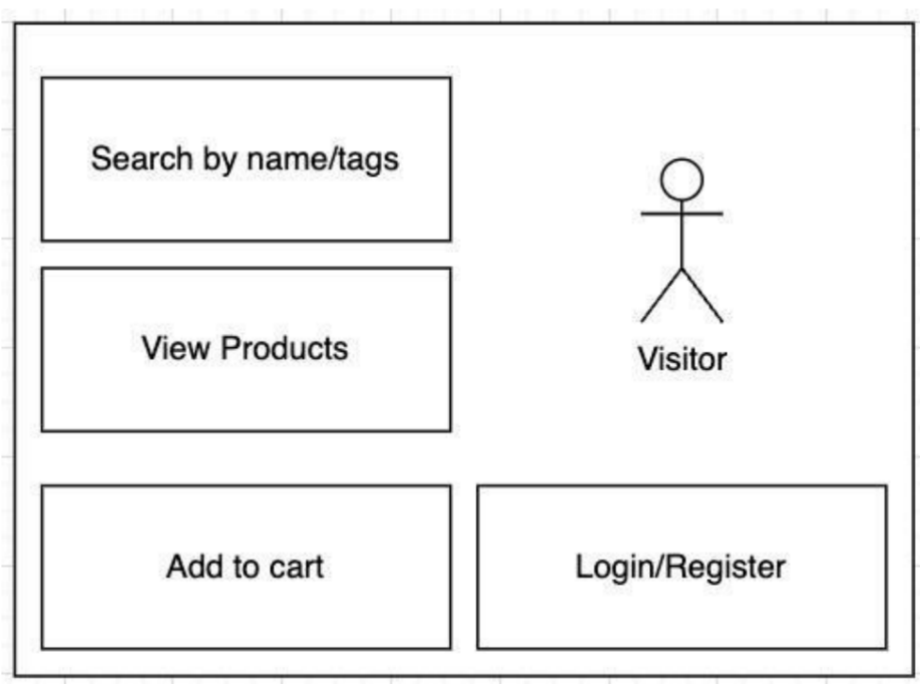 Search by name/tags
View Products
Visitor
Add to cart
Login/Register